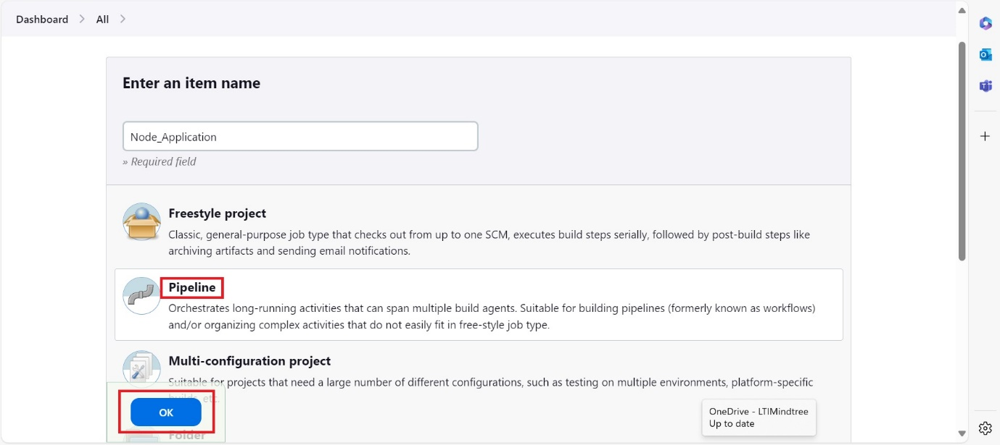 Dashboard > All >
Enter an item name
Node_Application
» Required field
Freestyle project
Classic, general-purpose job type that checks out from up to one SCM, executes build steps serially, followed by post-build steps like
archiving artifacts and sending email notifications.
Pipeline
Orchestrates long-running activities that can span multiple build agents. Suitable for building pipelines (formerly known as workflows)
and/or organizing complex activities that do not easily fit in free-style job type.
Multi-configuration project
Suitable for projects that need a large number of different configurations, such as testing on multiple environments, platform-specific
builds, etc.
OK
Folder
OneDrive - LTIMindtree
Up to date